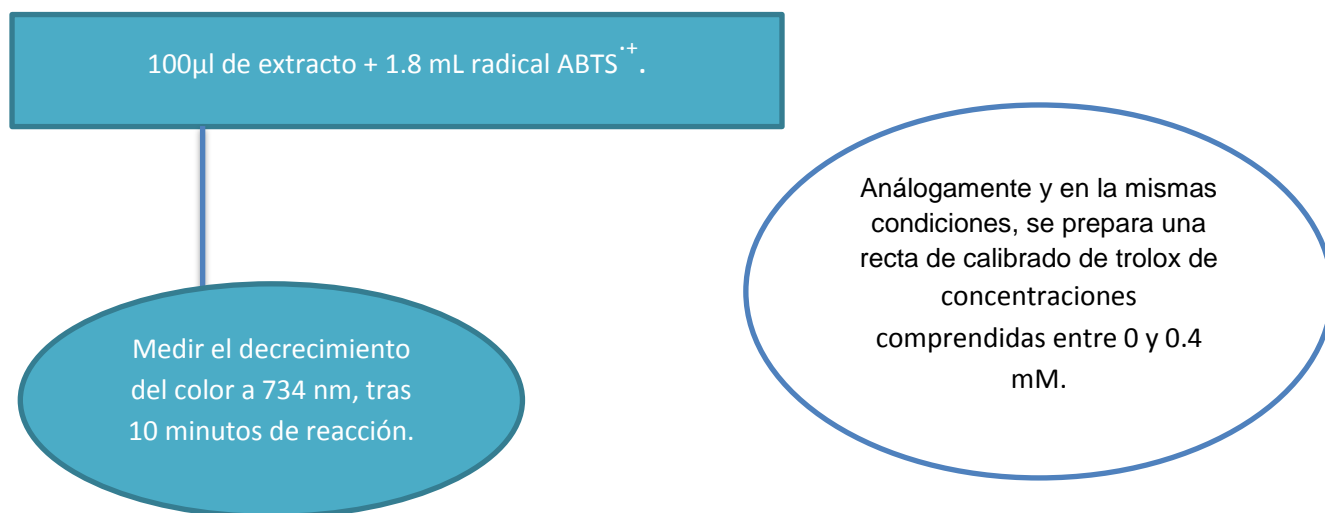 100µl de extracto + 1.8 mL radical ABTS·+.
Medir el decrecimiento
del color a 734 nm, tras
10 minutos de reacción.
Análogamente y en la mismas
condiciones, se prepara una
recta de calibrado de trolox de
concentraciones
comprendidas entre 0 y 0.4
mM.